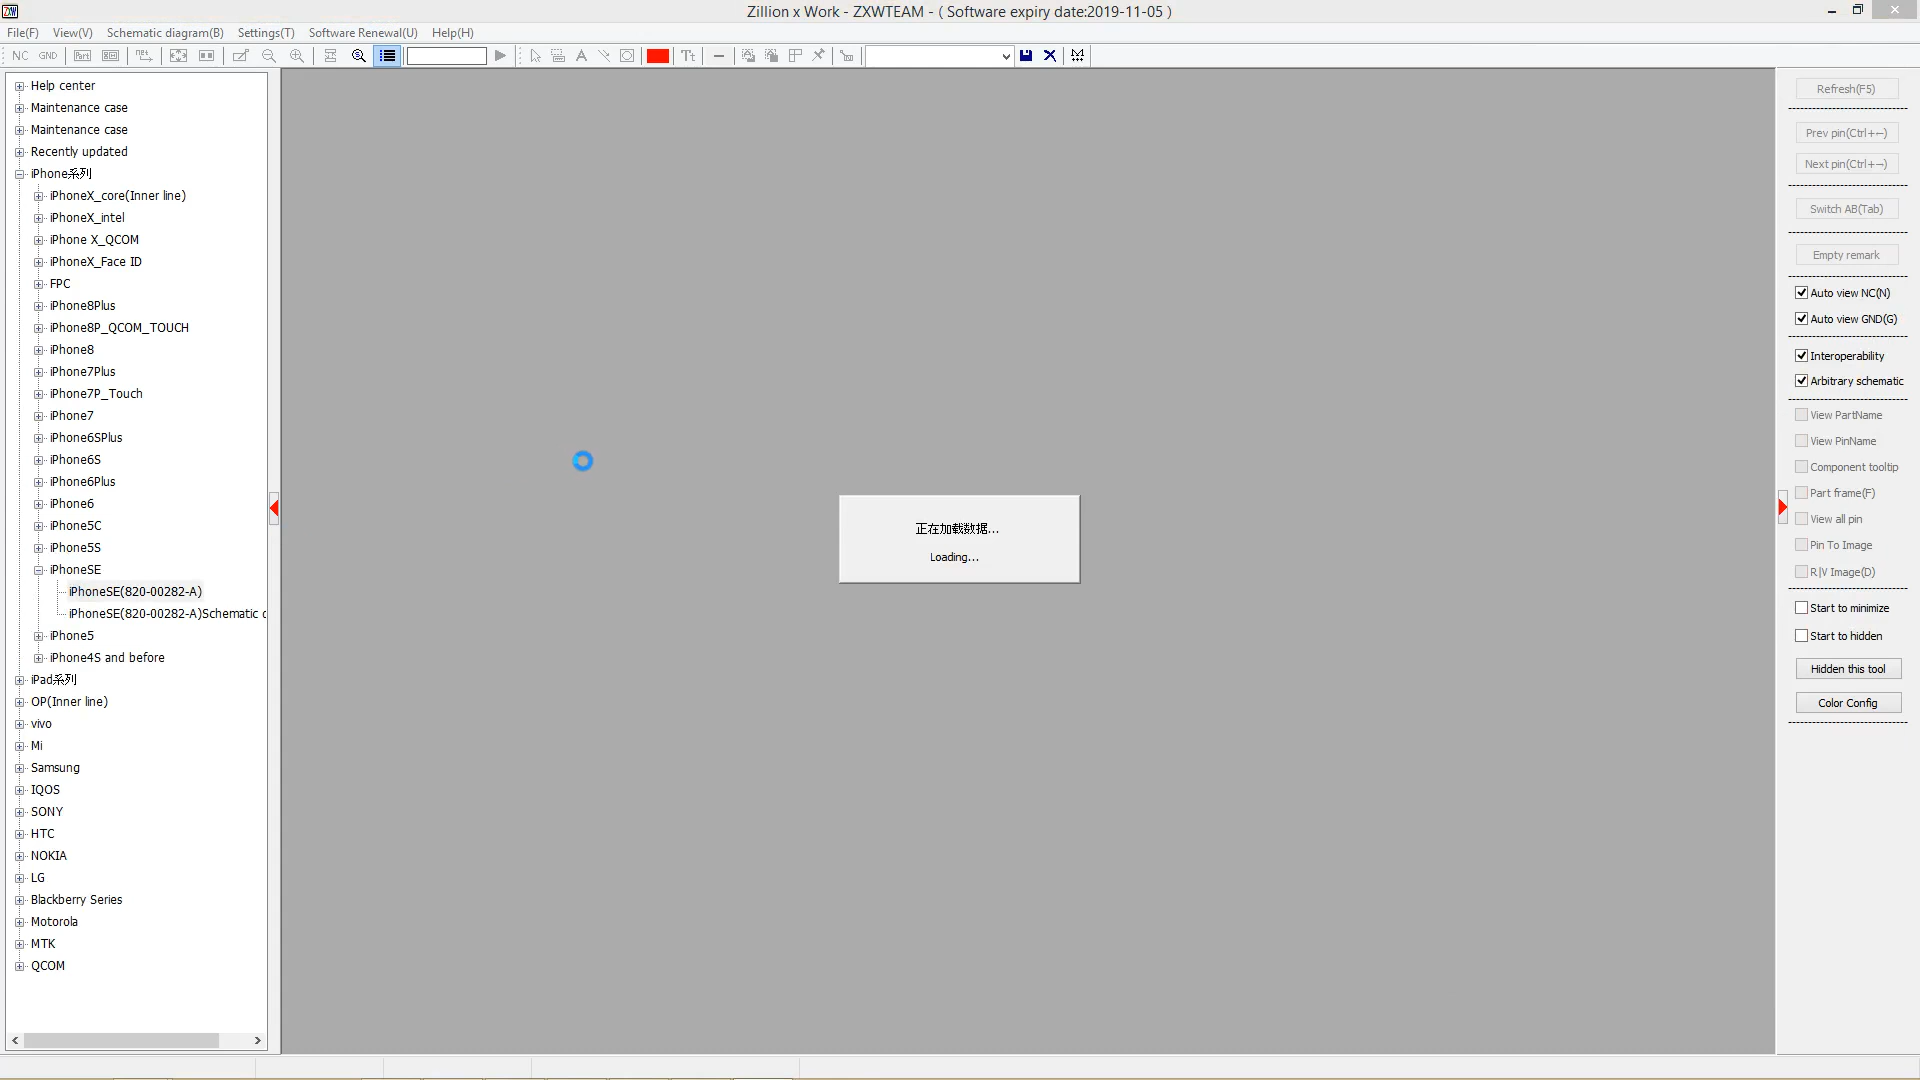 Zillion x Work - ZXWTEAM - ( Software expiry date:2019-11-05 )
File(F) View(V) Schematic diagram(B) Settings(T) Software Renewal(U) Help(H)
NC GND Part net Tt
Help center
Maintenance case
Maintenance case
Recently updated
iPhone系列
iPhoneX_core(Inner line)
iPhoneX_intel
iPhone X_QCOM
iPhoneX_Face ID
FPC
iPhone8Plus
iPhone8P_QCOM_TOUCH
iPhone8
iPhone7Plus
iPhone7P_Touch
iPhone7
iPhone6SPlus
iPhone6S
iPhone6Plus
iPhone6
iPhone5C
iPhone5S
iPhoneSE
iPhoneSE(820-00282-A)
iPhoneSE(820-00282-A)Schematic
iPhone5
iPhone4S and before
iPad系列
OP(Inner line)
vivo
Mi
Samsung
IQOS
SONY
HTC
NOKIA
LG
Blackberry Series
Motorola
MTK
QCOM
正在加载数据...
Loading...
Refresh(F5)
Prev pin(Ctrl+←)
Next pin(Ctrl+→)
Switch AB(Tab)
Empty remark
Auto view NC(N)
Auto view GND(G)
Interoperability
Arbitrary schematic
View PartName
View PinName
Component tooltip
Part frame(F)
View all pin
Pin To Image
R|V Image(D)
Start to minimize
Start to hidden
Hidden this tool
Color Config